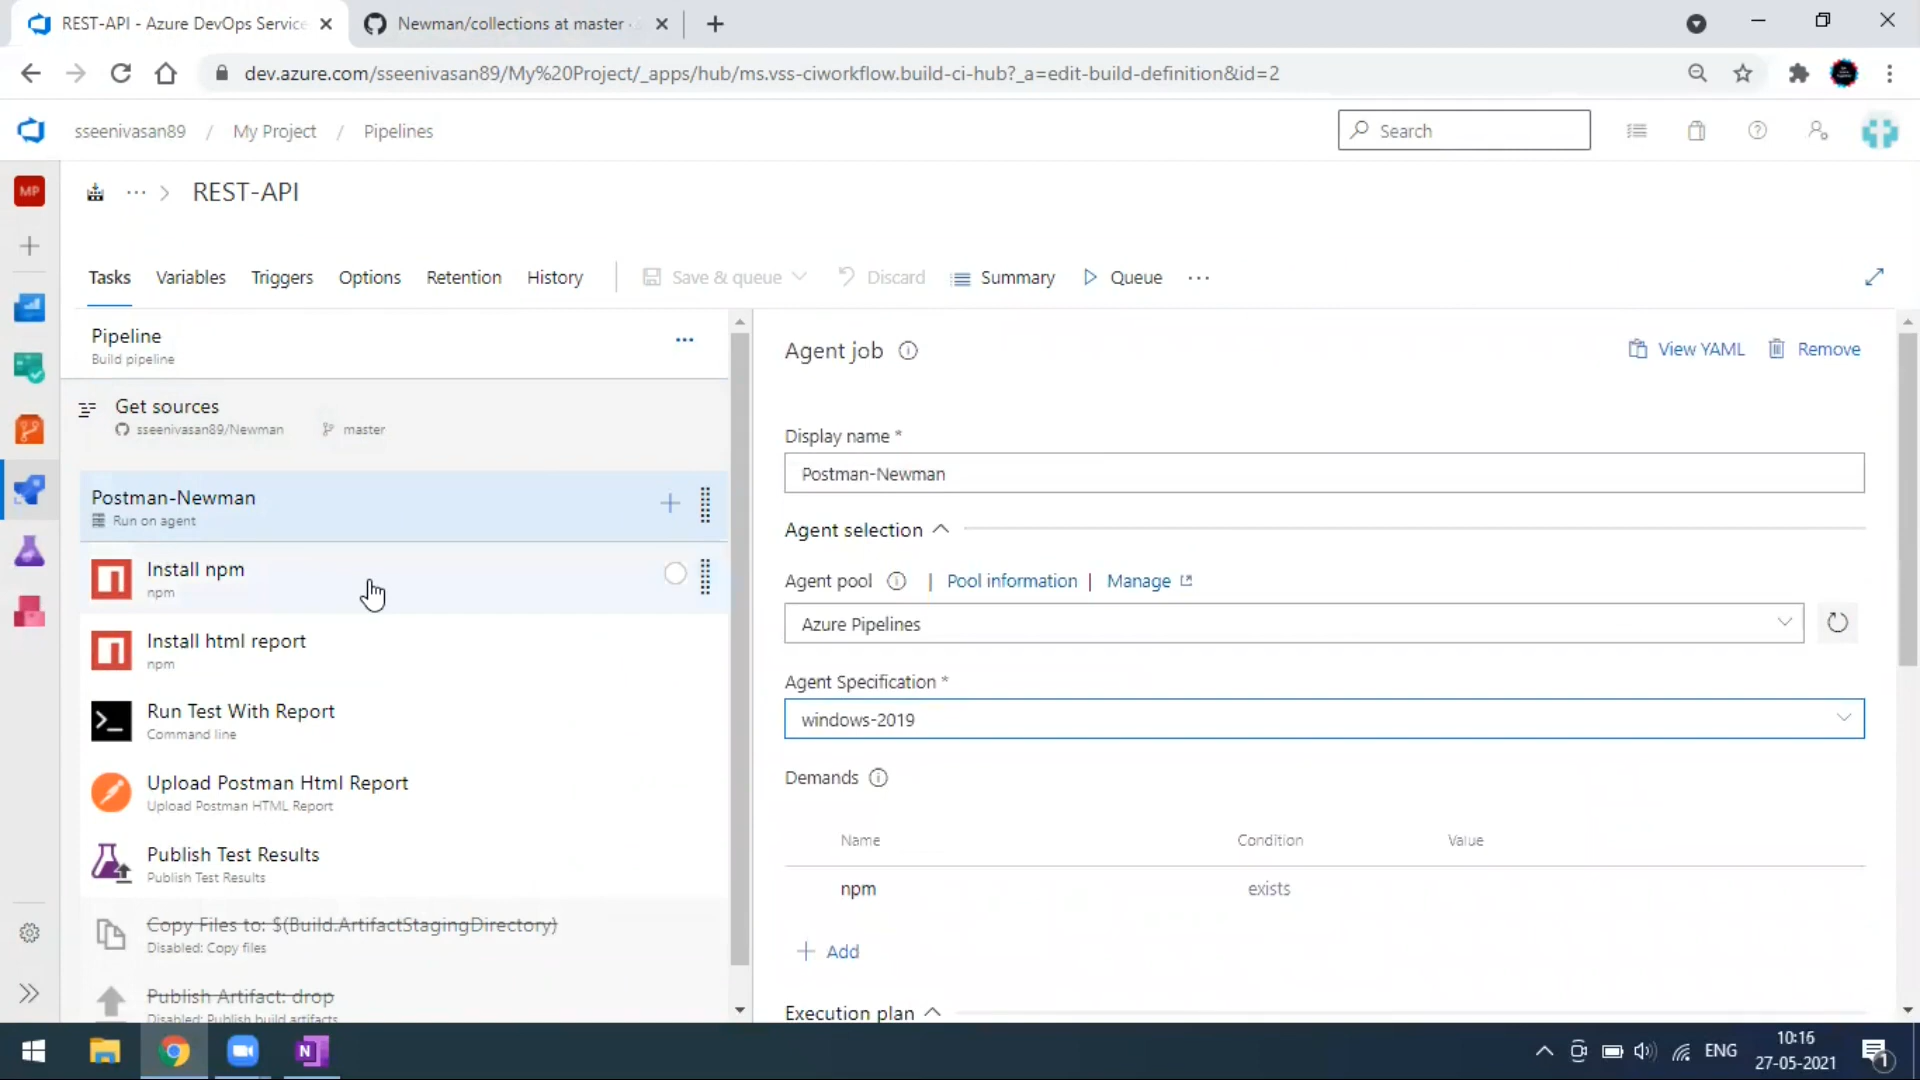 REST-API - Azure DevOps Service
Newman/collections at master ·
dev.azure.com/sseenivasan89/My%20Project/_apps/hub/ms.vss-ciworkflow.build-ci-hub?_a=edit-build-definition&id=2
sseenivasan89 / My Project / Pipelines
Search
MP
··· > REST-API
Tasks Variables Triggers Options Retention History
Save & queue Discard Summary Queue ···
Pipeline
Build pipeline
Get sources
sseenivasan89/Newman master
Postman-Newman
Run on agent
Install npm
npm
Install html report
npm
Run Test With Report
Command line
Upload Postman Html Report
Upload Postman HTML Report
Publish Test Results
Publish Test Results
Copy Files to: $(Build.ArtifactStagingDirectory)
Disabled: Copy files
Publish Artifact: drop
Disabled: Publish build artifacts
Agent job
View YAML Remove
Display name *
Postman-Newman
Agent selection
Agent pool | Pool information | Manage
Azure Pipelines
Agent Specification *
windows-2019
Demands
Name Condition Value
npm exists
+ Add
Execution plan
N
ENG
10:16
27-05-2021
1